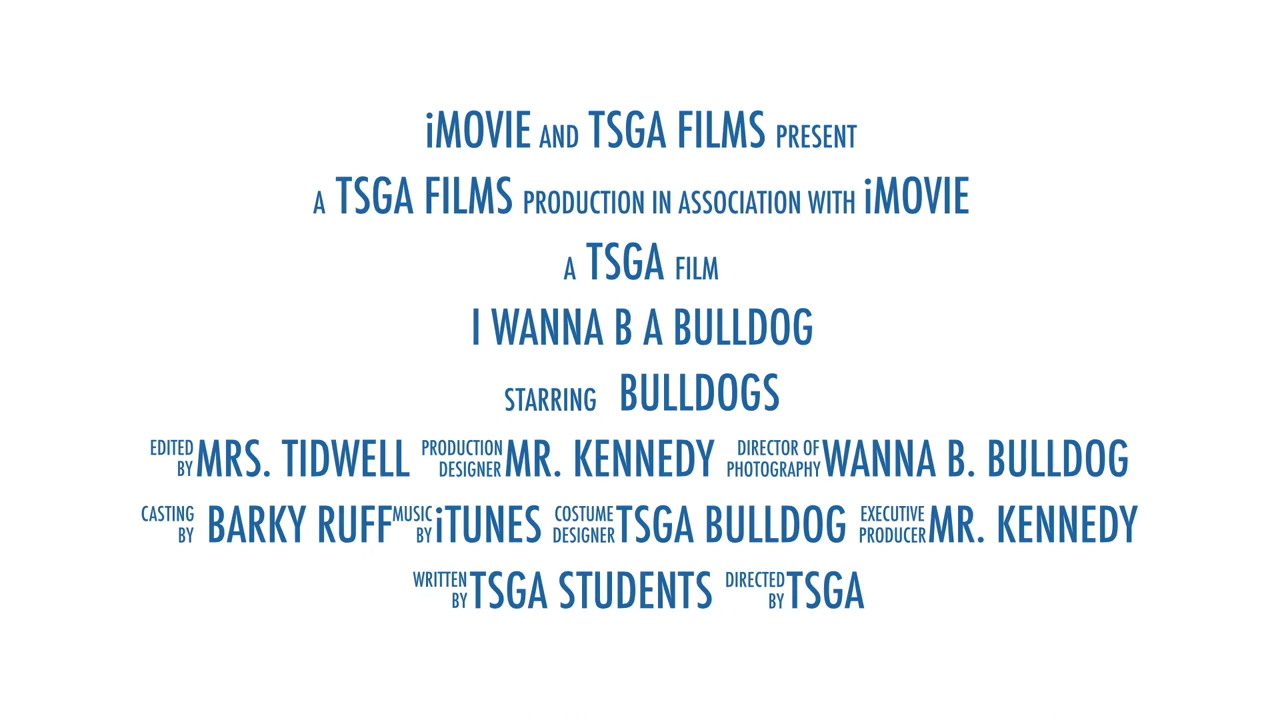 iMOVIE AND TSGA FILMS PRESENT
A TSGA FILMS PRODUCTION IN ASSOCIATION WITH iMOVIE
A TSGA FILM
I WANNA B A BULLDOG
STARRING BULLDOGS
EDITED BY MRS. TIDWELL PRODUCTION DESIGNER MR. KENNEDY DIRECTOR OF PHOTOGRAPHY WANNA B. BULLDOG
CASTING BY BARKY RUFF MUSIC BY iTUNES COSTUME DESIGNER TSGA BULLDOG EXECUTIVE PRODUCER MR. KENNEDY
WRITTEN BY TSGA STUDENTS DIRECTED BY TSGA